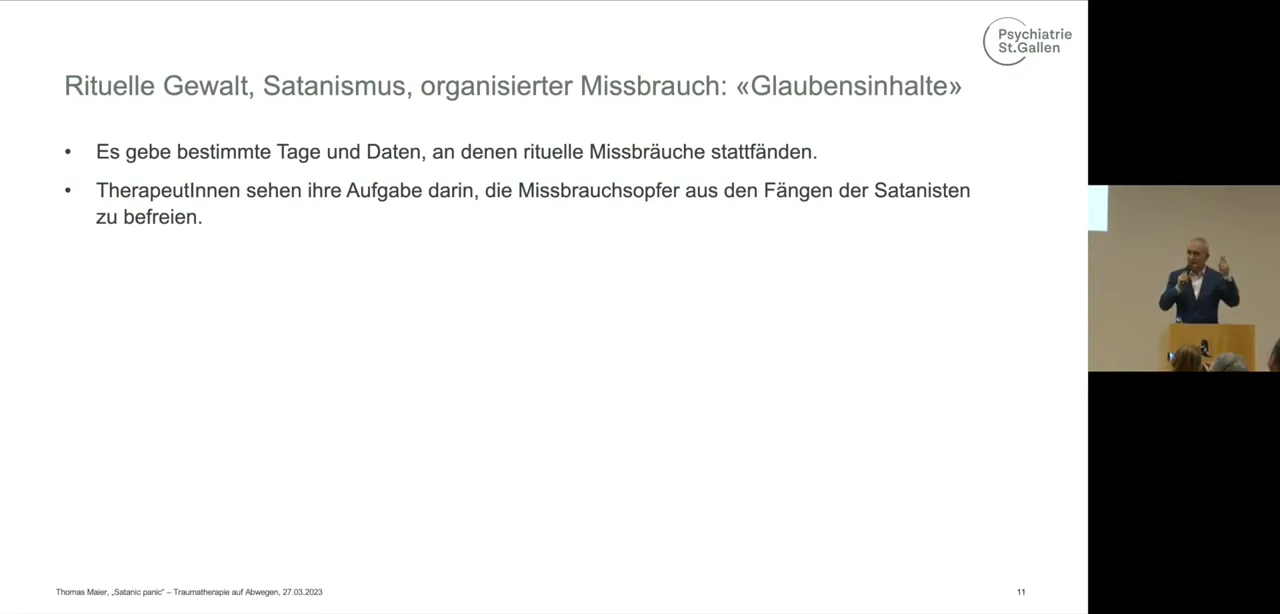 Psychiatrie
St.Gallen
Rituelle Gewalt, Satanismus, organisierter Missbrauch: «Glaubensinhalte»
• Es gebe bestimmte Tage und Daten, an denen rituelle Missbräuche stattfänden.
• TherapeutInnen sehen ihre Aufgabe darin, die Missbrauchsopfer aus den Fängen der Satanisten
zu befreien.
Thomas Maier, „Satanic panic“ – Traumatherapie auf Abwegen, 27.03.2023
11